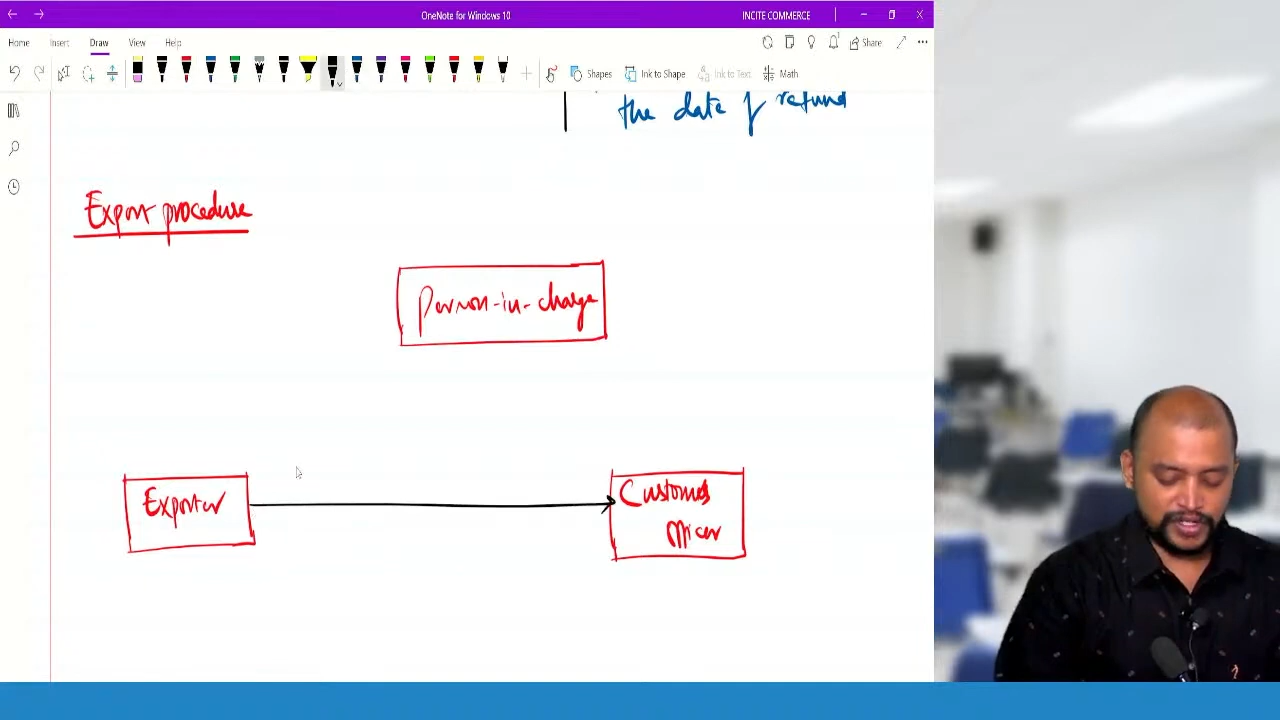 OneNote for Windows 10
INCITE COMMERCE
Home Insert Draw View Help
Share
Shapes
Ink to Shape
Ink to Text
Math
the date of refund
Export procedure
Person-in-charge
Exporter
Customs
officer